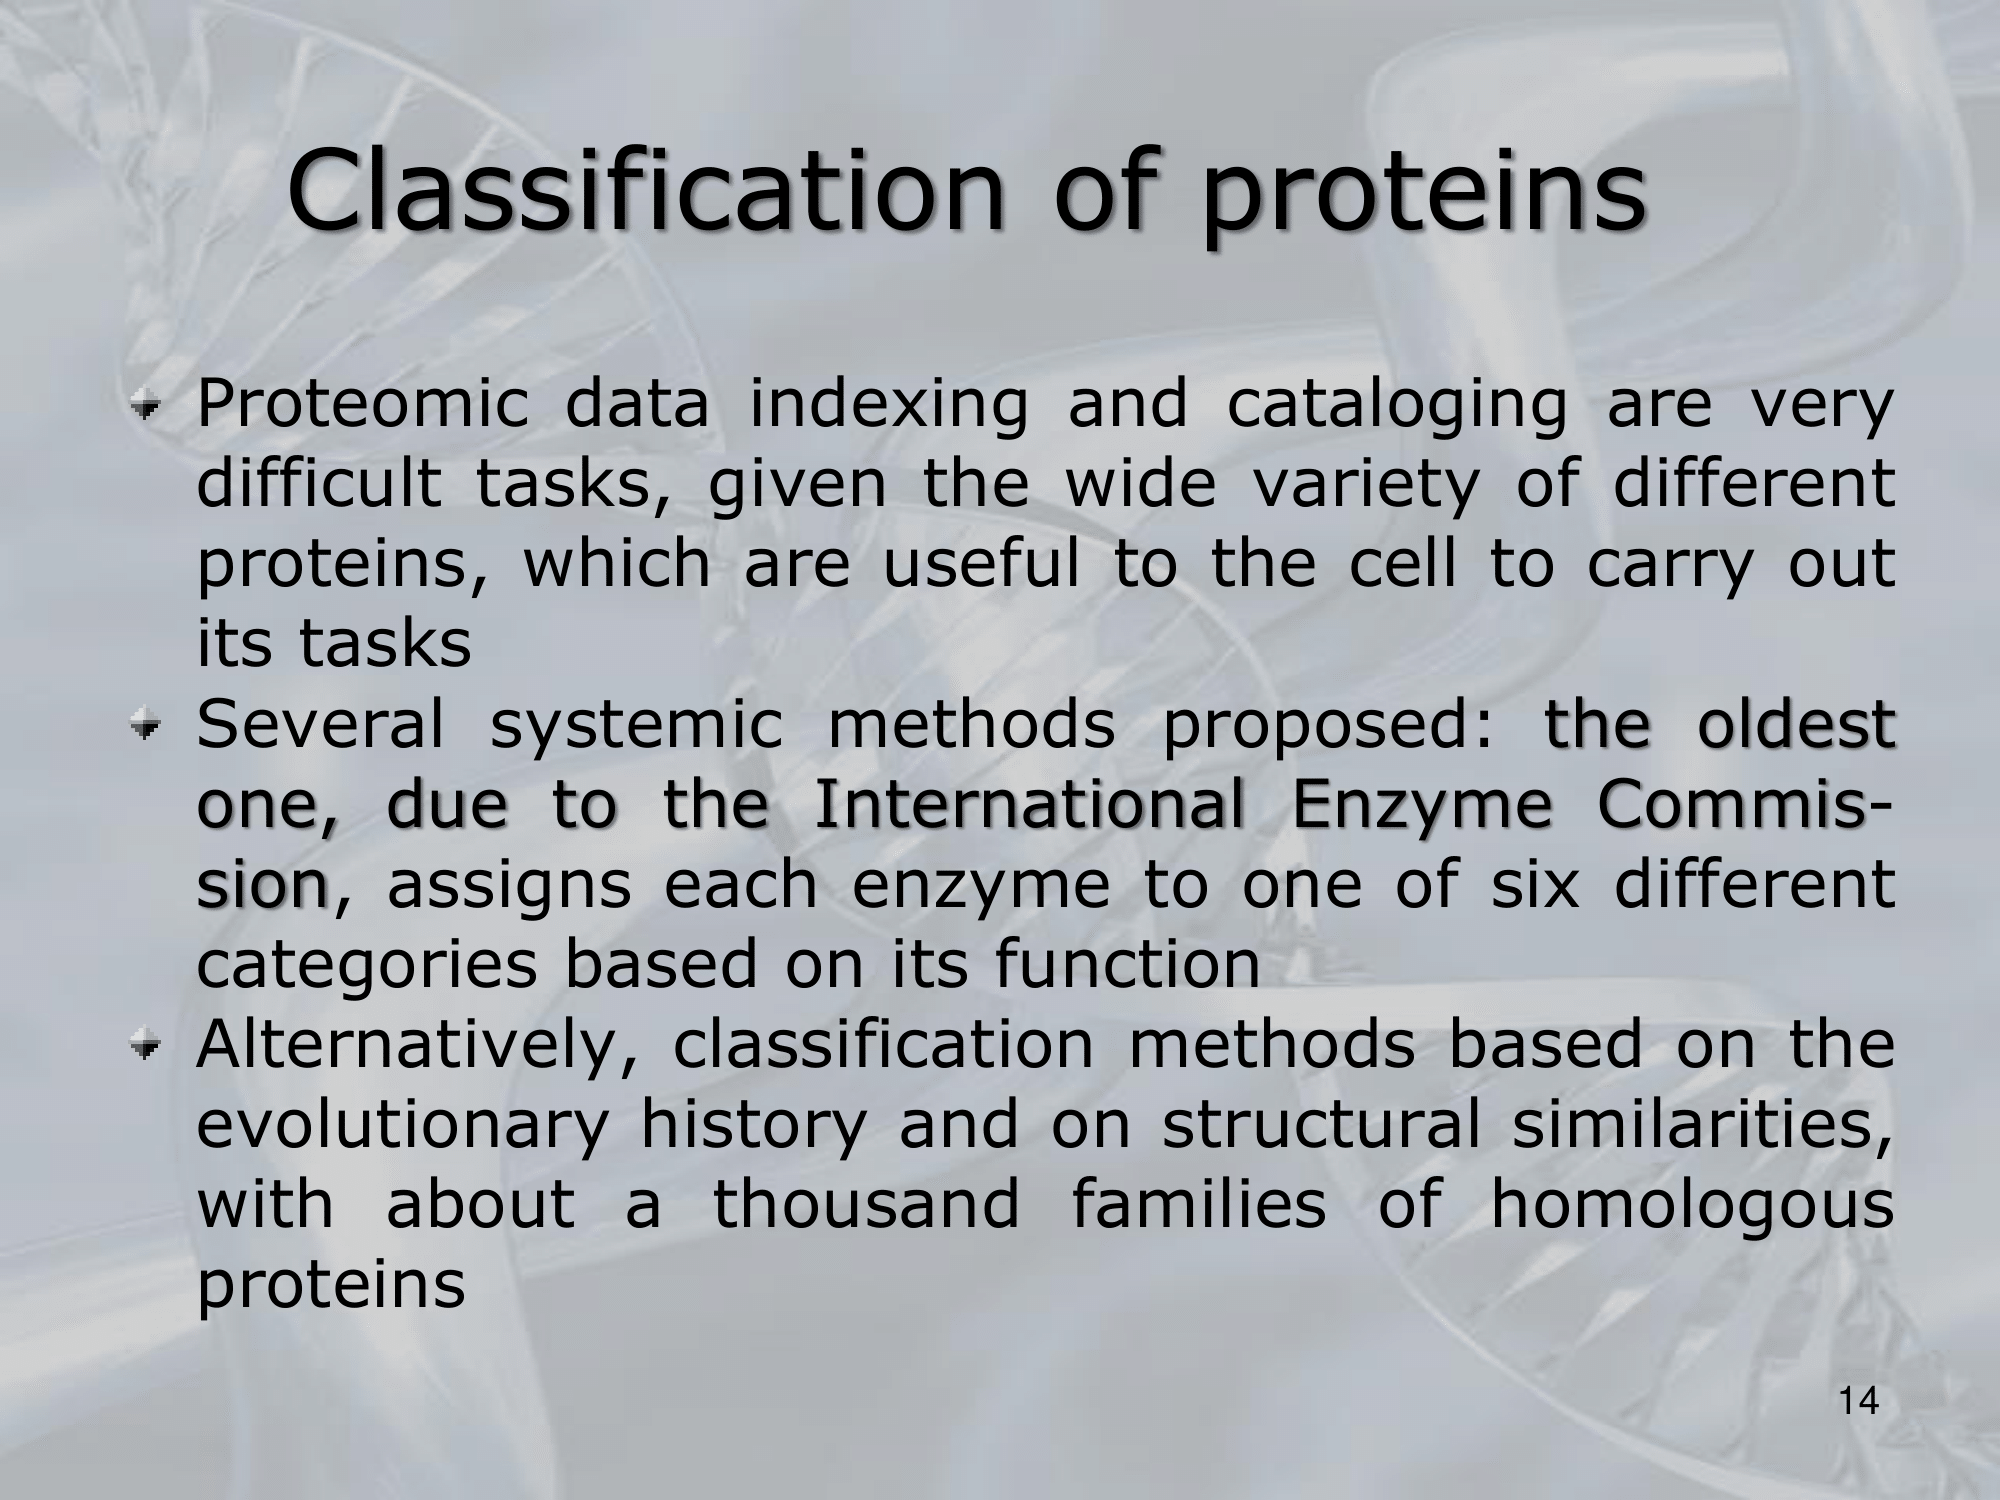 Classification of proteins
Proteomic data indexing and cataloging are very
difficult tasks, given the wide variety of different
proteins, which are useful to the cell to carry out
its tasks
Several systemic methods proposed: the oldest
one, due to the International Enzyme Commis-
sion, assigns each enzyme to one of six different
categories based on its function
Alternatively, classification methods based on the
evolutionary history and on structural similarities,
with about a thousand families of homologous
proteins
14